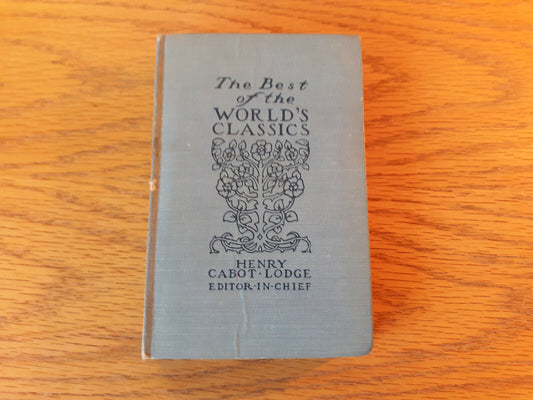 The Best
of the
WORLD'S
CLASSICS
HENRY
CABOT·LODGE
EDITOR·IN·CHIEF